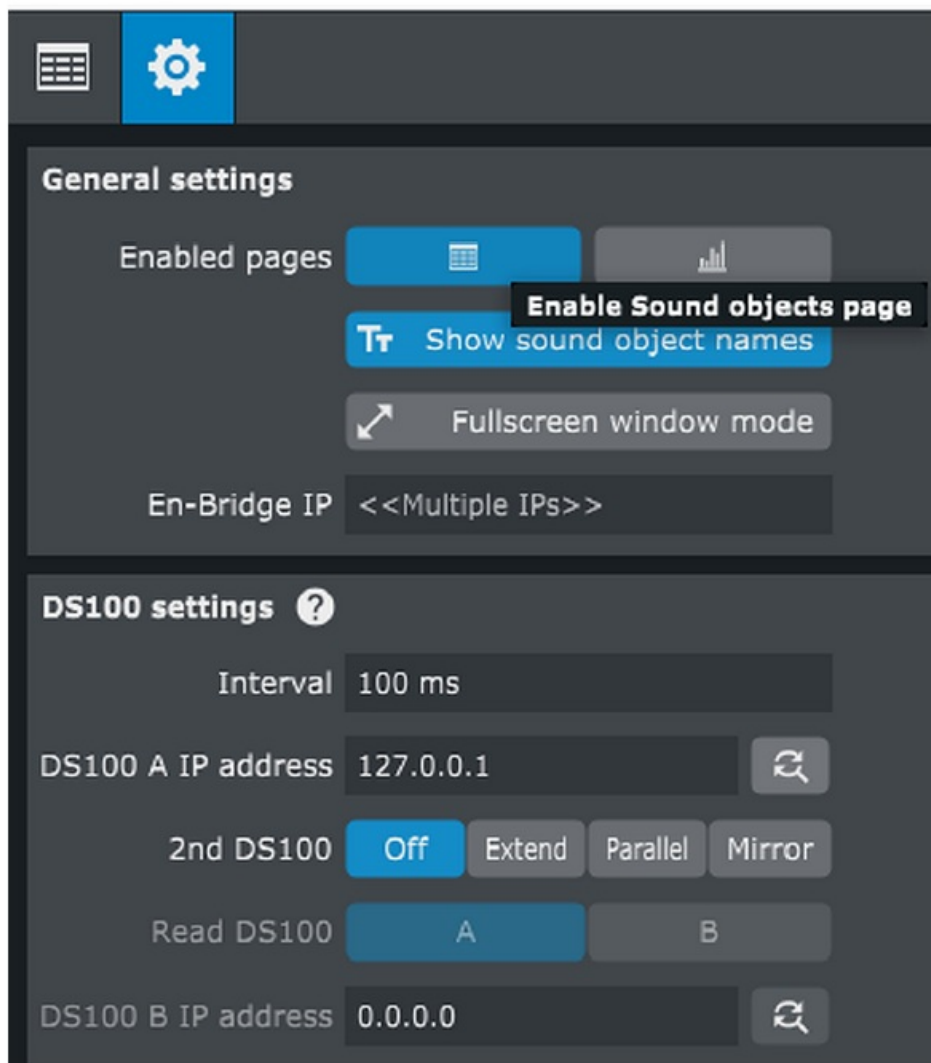 General settings
Enabled pages
Enable Sound objects page
Show sound object names
Fullscreen window mode
En-Bridge IP <<Multiple IPs>>
DS100 settings ?
Interval 100 ms
DS100 A IP address 127.0.0.1
2nd DS100 Off Extend Parallel Mirror
Read DS100 A B
DS100 B IP address 0.0.0.0